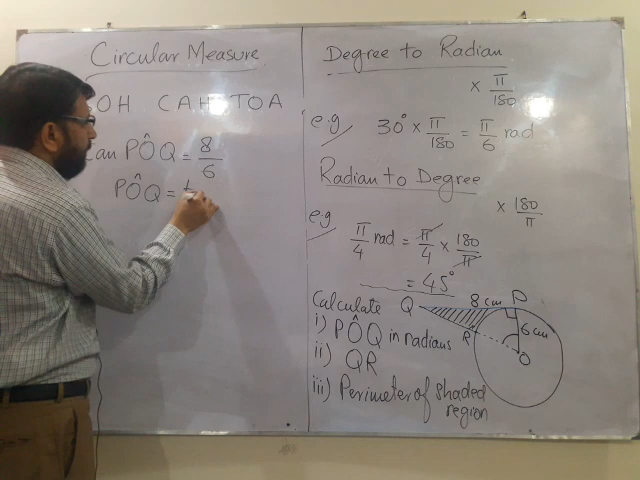 Circular Measure
OH CAH TOA
tan PÔQ = 8/6
PÔQ = t
Degree to Radian
× π/180
e.g 30° × π/180 = π/6 rad
Radian to Degree
× 180/π
e.g π/4 rad = π/4 × 180/π
= 45°
Calculate
i) PÔQ in radians
ii) QR
iii) Perimeter of shaded
region
Q 8 cm P
R 6 cm
O